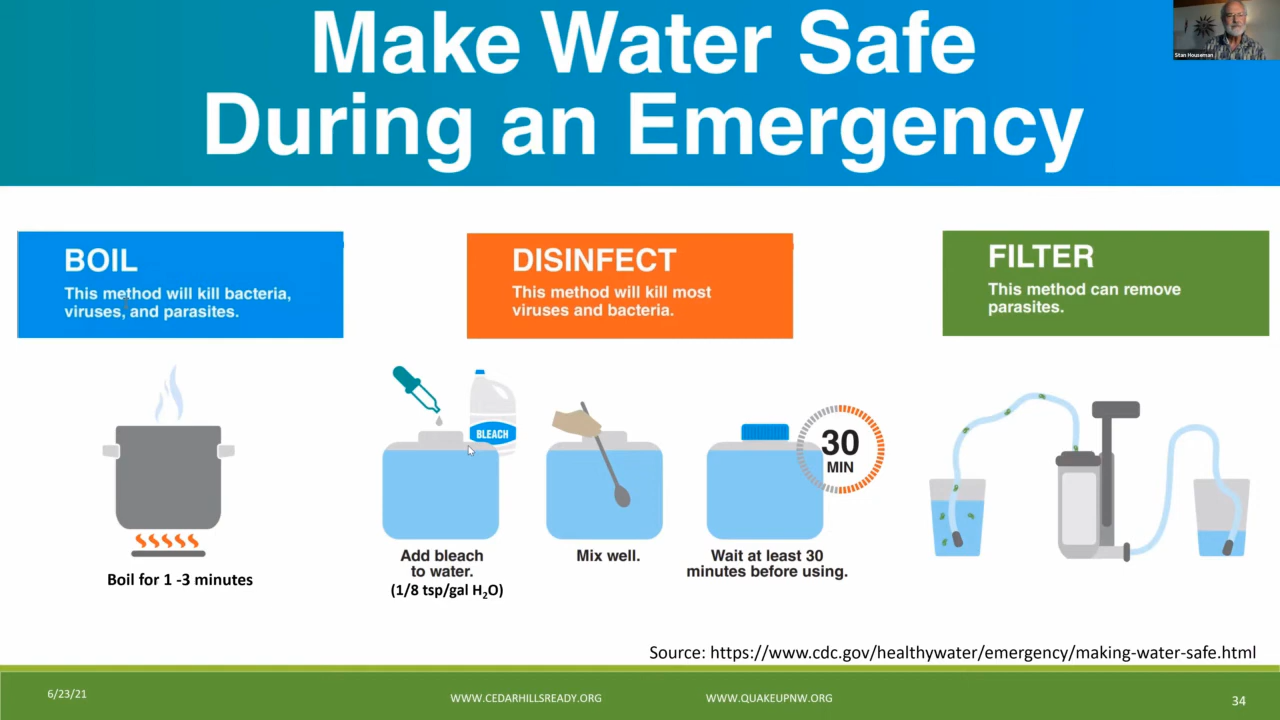 Make Water Safe
During an Emergency
Stan Houseman
BOIL
This method will kill bacteria,
viruses, and parasites.
Boil for 1 -3 minutes
DISINFECT
This method will kill most
viruses and bacteria.
BLEACH
30
MIN
Add bleach
to water.
(1/8 tsp/gal H₂O)
Mix well.
Wait at least 30
minutes before using.
FILTER
This method can remove
parasites.
Source: https://www.cdc.gov/healthywater/emergency/making-water-safe.html
6/23/21
WWW.CEDARHILLSREADY.ORG
WWW.QUAKEUPNW.ORG
34